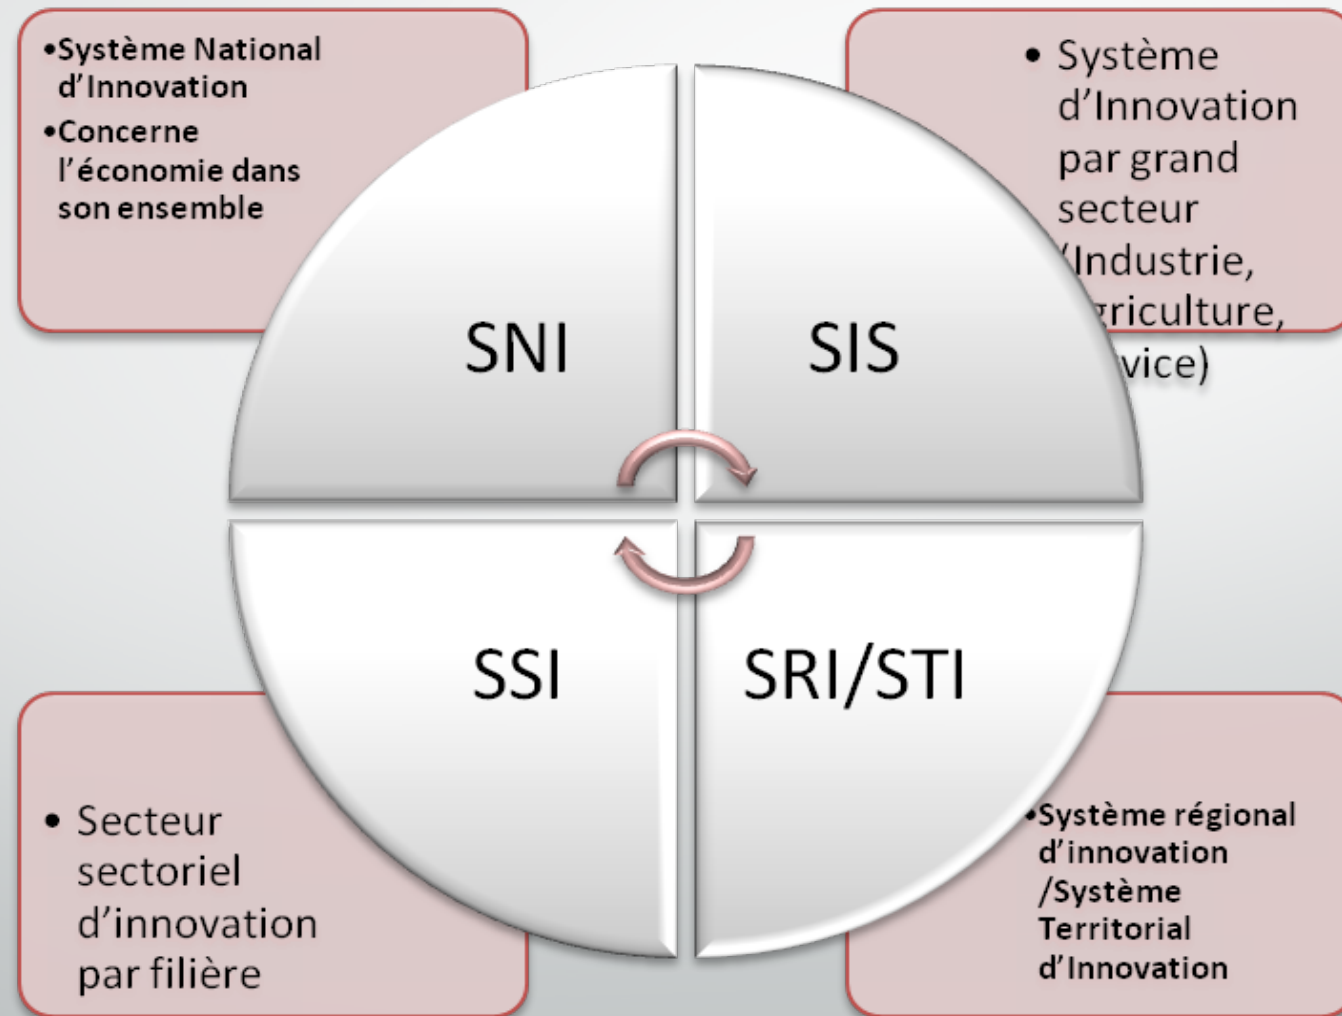 •Système National
d'Innovation
•Concerne
l'économie dans
son ensemble
• Système
d'Innovation
par grand
secteur
(Industrie,
griculture,
vice)
SNI
SIS
SSI
SRI/STI
• Secteur
sectoriel
d'innovation
par filière
•Système régional
d'innovation
/Système
Territorial
d'Innovation